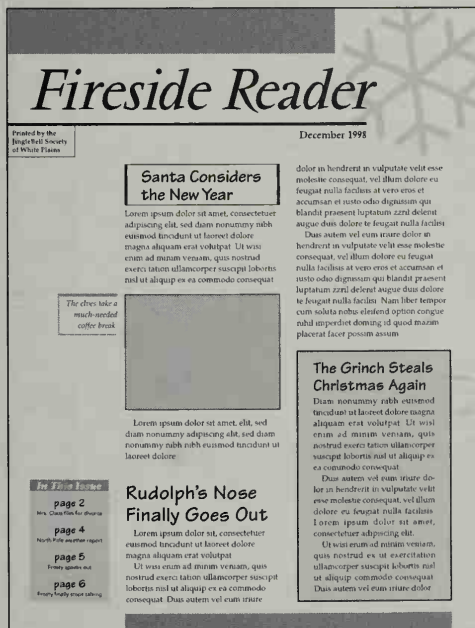 Fireside Reader
Printed by the
JingleBell Society
of White Plains
December 1998
Santa Considers
the New Year
Lorem ipsum dolor sit amet, consectetuer
adipiscing elit, sed diam nonummy nibh
euismod tincidunt ut laoreet dolore
magna aliquam erat volutpat Ut wisi
enim ad minim veniam, quis nostrud
exerci tation ullamcorper suscipit lobortis
nisl ut aliquip ex ea commodo consequat
The elves take a
much-needed
coffee break
Lorem ipsum dolor sit amet, elit, sed
diam nonummy adipiscing elit, sed diam
nonummy nibh nibh euismod tincidunt ut
laoreet dolore
In This Issue
page 2
Mrs. Claus files for divorce
page 4
North Pole weather report
page 5
Frosty
page 6
Frosty finally stops talking
Rudolph's Nose
Finally Goes Out
Lorem ipsum dolor sit, consectetuer
euismod tincidunt ut laoreet dolore
magna aliquam erat volutpat
Ut wisi enim ad minim veniam, quis
nostrud exerci tation ullamcorper suscipit
lobortis nisl ut aliquip ex ea commodo
consequat Duis autem vel eum iriure
dolor in hendrerit in vulputate velit esse
molestie consequat, vel illum dolore eu
feugiat nulla facilisis at vero eros et
accumsan et iusto odio dignissim qui
blandit praesent luptatum zzril delenit
augue duis dolore te feugait nulla facilisi
Duis autem vel eum iriure dolor in
hendrerit in vulputate velit esse molestie
consequat, vel illum dolore eu feugiat
nulla facilisis at vero eros et accumsan et
iusto odio dignissim qui blandit praesent
luptatum zzril delenit augue duis dolore
te feugait nulla facilisi Nam liber tempor
cum soluta nobis eleifend option congue
nihil imperdiet doming id quod mazim
placerat facer possim assum
The Grinch Steals
Christmas Again
Diam nonummy nibh euismod
tincidunt ut laoreet dolore magna
aliquam erat volutpat Ut wisi
enim ad minim veniam, quis
nostrud exerci tation ullamcorper
suscipit lobortis nisl ut aliquip ex
ea commodo consequat
Duis autem vel eum iriure do-
lor in hendrerit in vulputate velit
esse molestie consequat, vel illum
dolore eu feugiat nulla facilisis
Lorem ipsum dolor sit amet,
consectetuer adipiscing elit.
Ut wisi enim ad minim veniam,
quis nostrud ex ut exercitation
ullamcorper suscipit lobortis nisl
ut aliquip commodo consequat
Duis autem vel eum iriure dolor